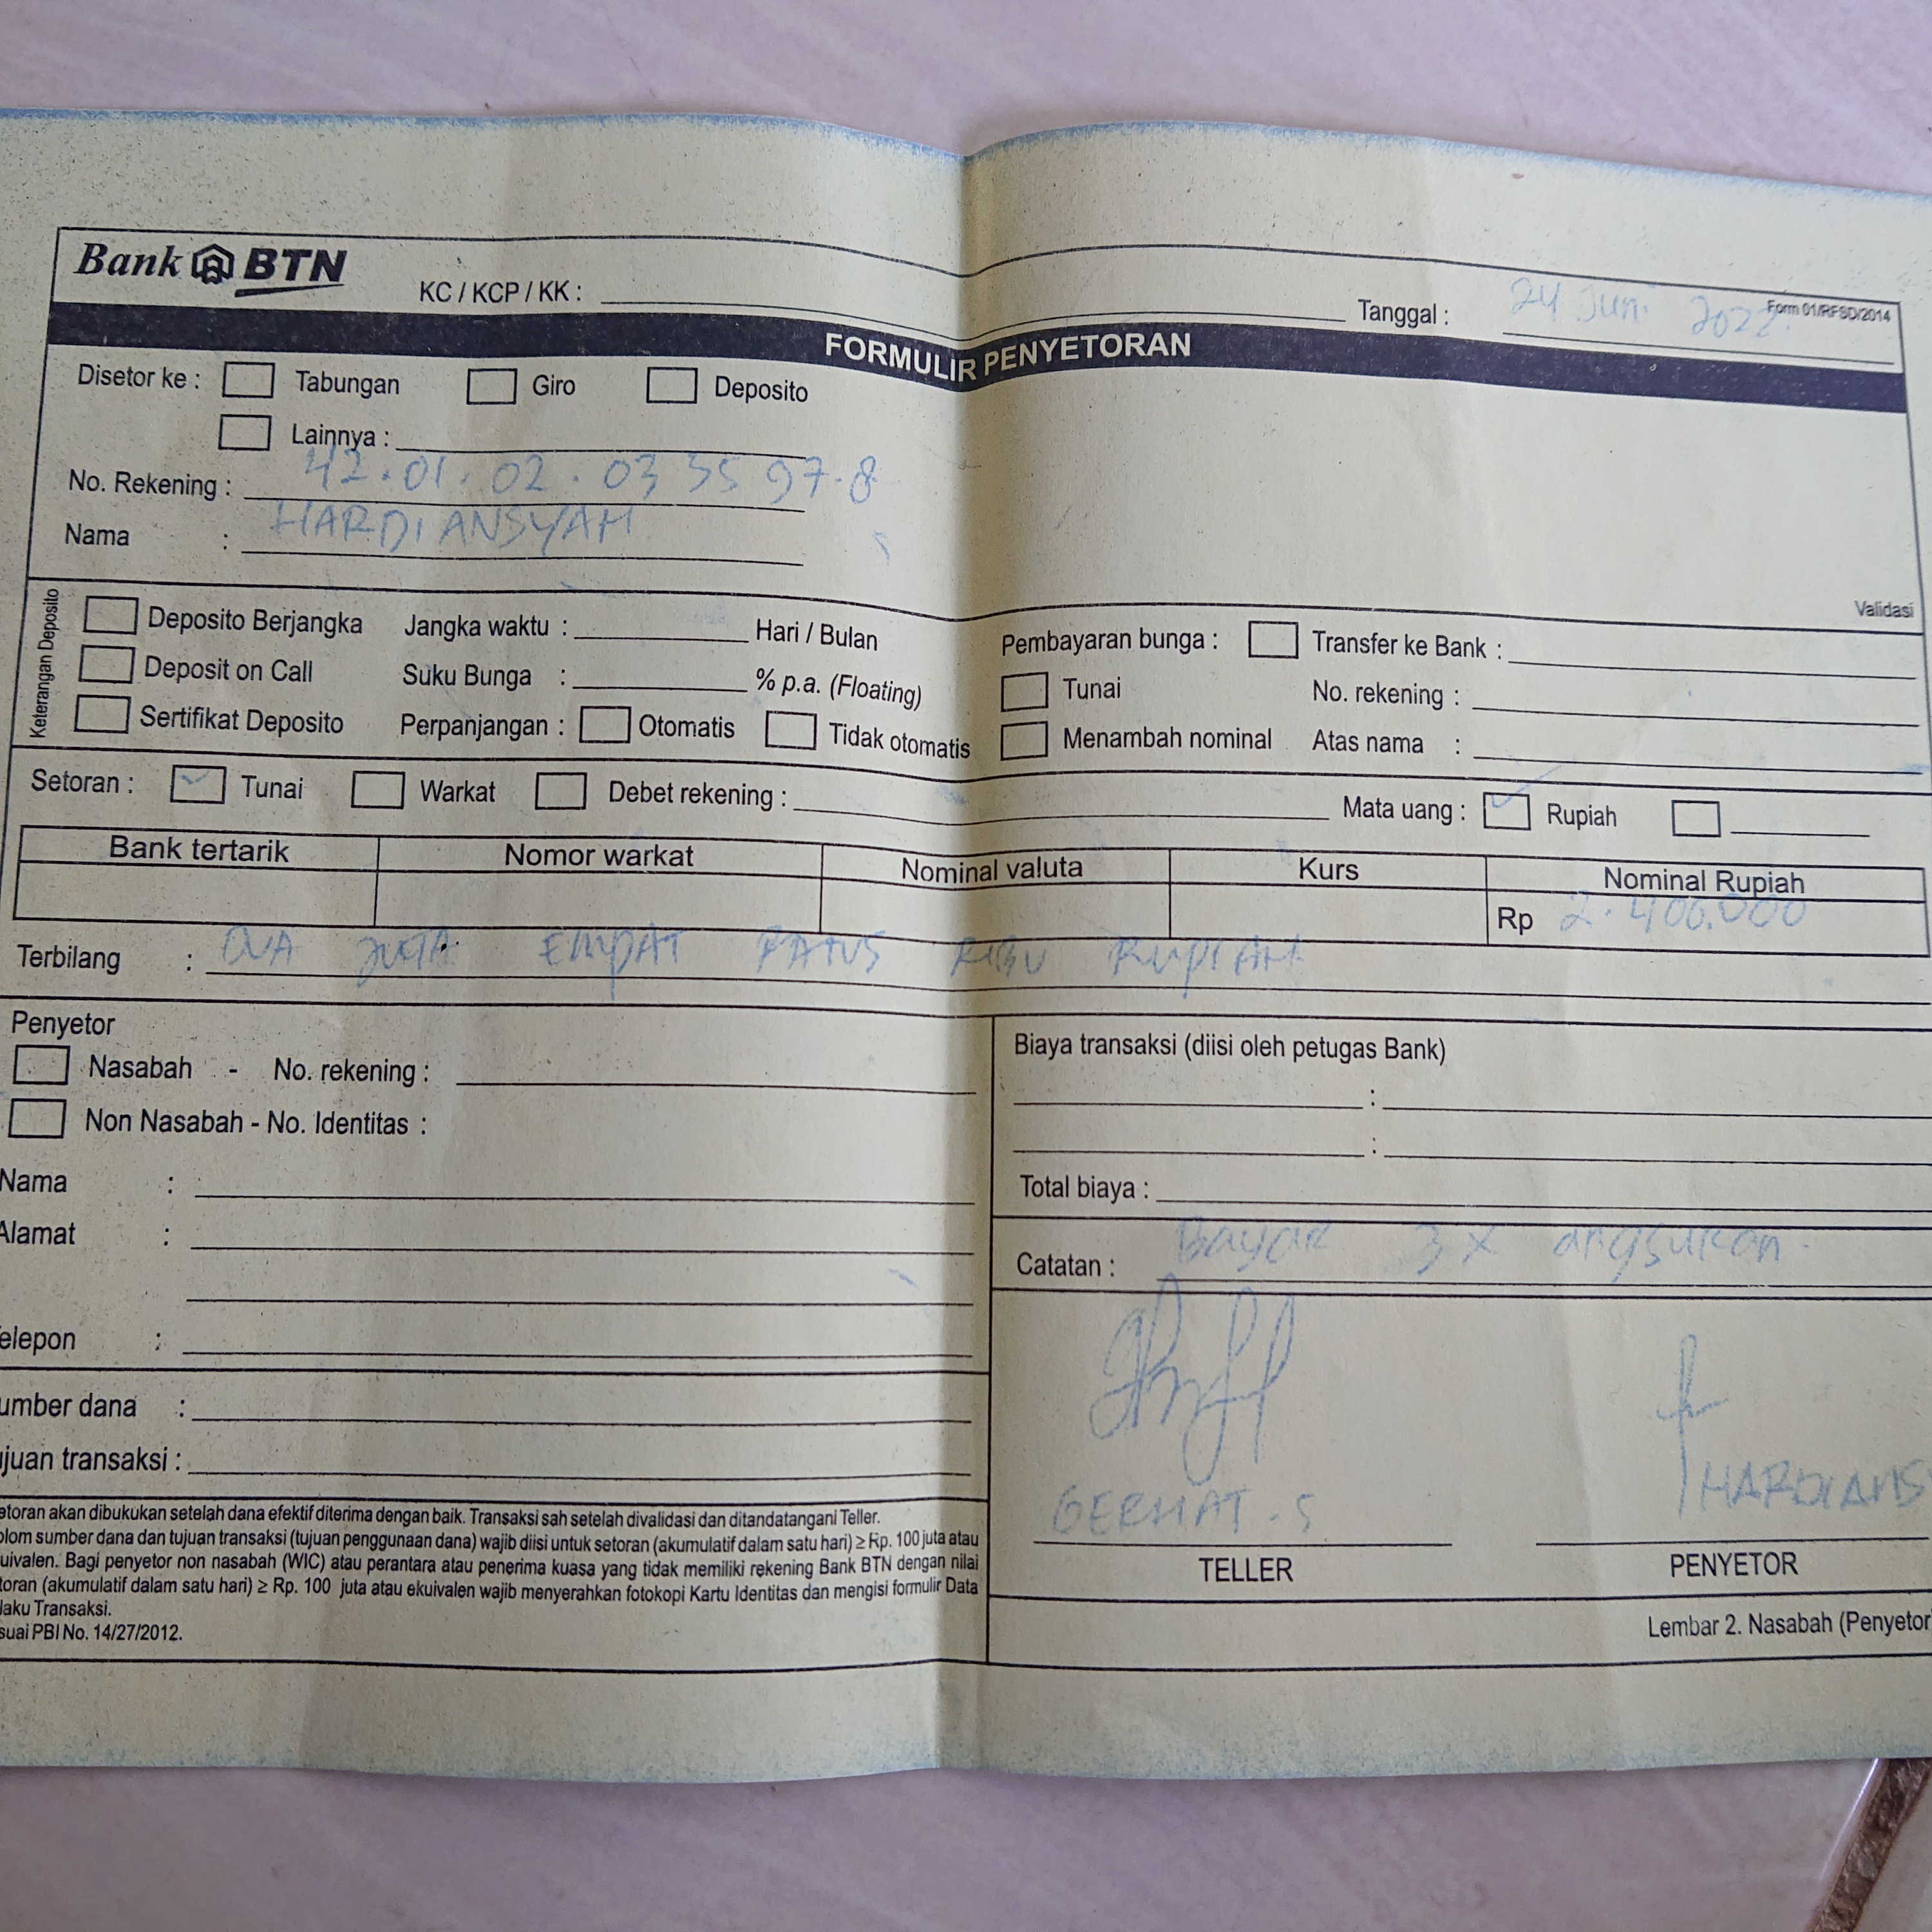 Bank BTN
KC / KCP / KK :
Tanggal : 24 Juni 2022
Form 01/RFSD/2014
FORMULIR PENYETORAN
Disetor ke : Tabungan Giro Deposito
Lainnya :
No. Rekening : 42.01.02.03 35 97-8
Nama : HARDIANSYAH
Validasi
Keterangan Deposito
Deposito Berjangka Jangka waktu : Hari / Bulan Pembayaran bunga : Transfer ke Bank :
Deposit on Call Suku Bunga : % p.a. (Floating) Tunai No. rekening :
Sertifikat Deposito Perpanjangan : Otomatis Tidak otomatis Menambah nominal Atas nama :
Setoran : Tunai Warkat Debet rekening : Mata uang : Rupiah
Bank tertarik Nomor warkat Nominal valuta Kurs Nominal Rupiah
Rp 2.400.000
Terbilang : DUA JUTA EMPAT RATUS RIBU RUPIAH
Penyetor
Nasabah - No. rekening :
Non Nasabah - No. Identitas :
Nama :
Alamat :
elepon :
umber dana :
juan transaksi :
Biaya transaksi (diisi oleh petugas Bank)
:
:
Total biaya :
Catatan : Bayar 3 x angsuran.
HARDIANS
TELLER PENYETOR
etoran akan dibukukan setelah dana efektif diterima dengan baik. Transaksi sah setelah divalidasi dan ditandatangani Teller.
olom sumber dana dan tujuan transaksi (tujuan penggunaan dana) wajib diisi untuk setoran (akumulatif dalam satu hari) ≥ Rp. 100 juta atau
uivalen. Bagi penyetor non nasabah (WIC) atau perantara atau penerima kuasa yang tidak memiliki rekening Bank BTN dengan nilai
toran (akumulatif dalam satu hari) ≥ Rp. 100 juta atau ekuivalen wajib menyerahkan fotokopi Kartu Identitas dan mengisi formulir Data
laku Transaksi.
suai PBI No. 14/27/2012.
Lembar 2. Nasabah (Penyetor